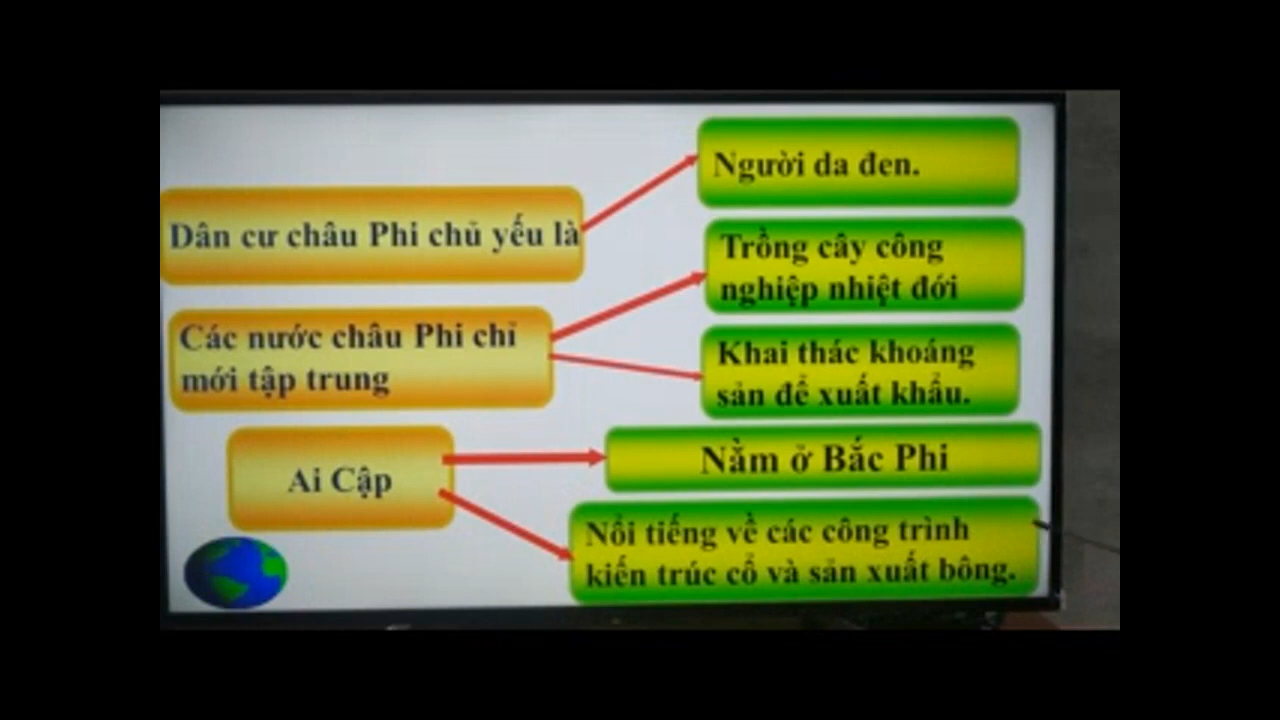 Dân cư châu Phi chủ yếu là
Người da đen.
Các nước châu Phi chỉ
mới tập trung
Trồng cây công
nghiệp nhiệt đới
Khai thác khoáng
sản để xuất khẩu.
Ai Cập
Nằm ở Bắc Phi
Nổi tiếng về các công trình
kiến trúc cổ và sản xuất bông.